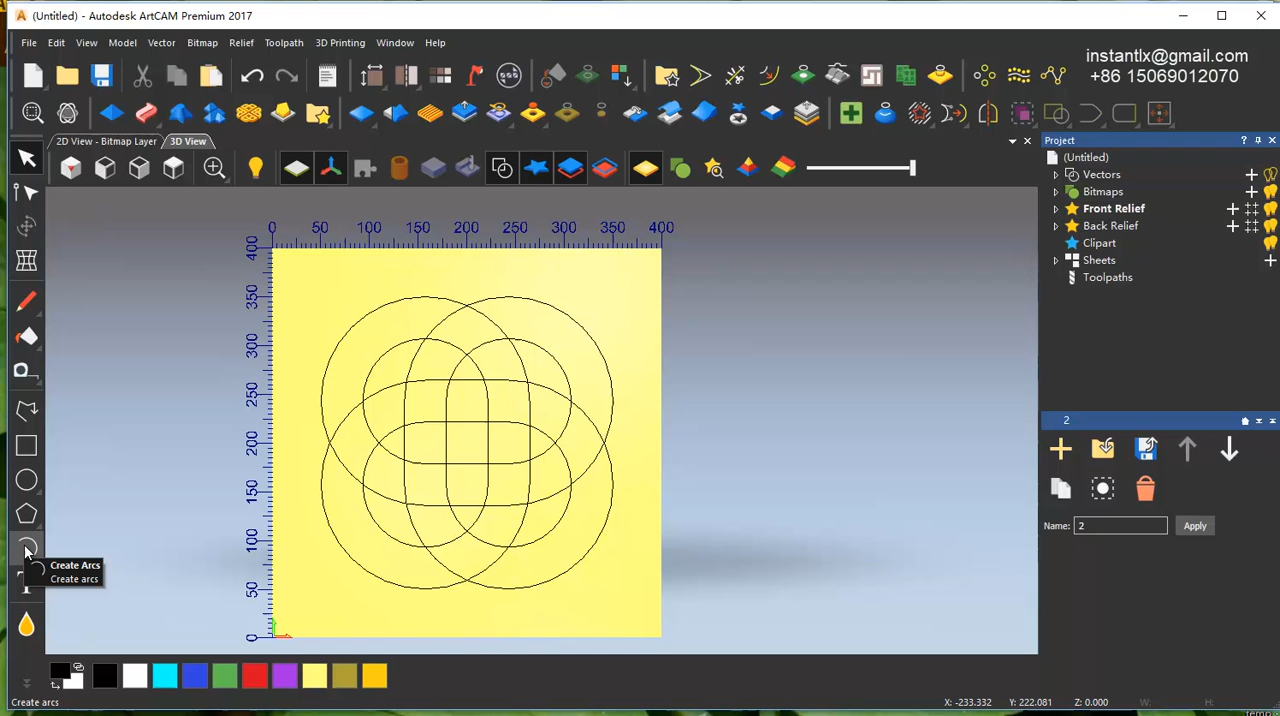 (Untitled) - Autodesk ArtCAM Premium 2017
File Edit View Model Vector Bitmap Relief Toolpath 3D Printing Window Help
instantlx@gmail.com
+86 15069012070
2D View - Bitmap Layer 3D View
Project
(Untitled)
Vectors
Bitmaps
Front Relief
Back Relief
Clipart
Sheets
Toolpaths
0 50 100 150 200 250 300 350 400
400
350
300
250
200
150
100
50
0
2
Name: 2 Apply
Create Arcs
Create arcs
Create arcs X: -233.332 Y: 222.081 Z: 0.000 W: H: